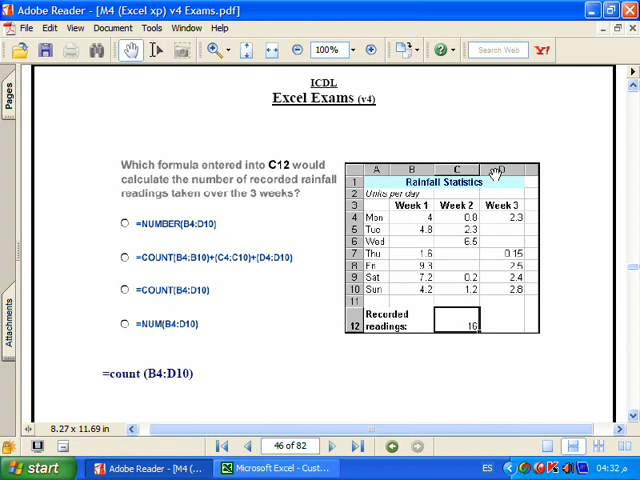 Adobe Reader - [M4 (Excel xp) v4 Exams.pdf]
File Edit View Document Tools Window Help
100% Search Web Y!
Pages
Attachments
ICDL
Excel Exams (v4)
Which formula entered into C12 would
calculate the number of recorded rainfall
readings taken over the 3 weeks?
=NUMBER(B4:D10)
=COUNT(B4:B10)+(C4:C10)+(D4:D10)
=COUNT(B4:D10)
=NUM(B4:D10)
A B C D
1 Rainfall Statistics
2 Units per day
3 Week 1 Week 2 Week 3
4 Mon 4 0.8 2.3
5 Tue 4.8 2.3
6 Wed 6.5
7 Thu 1.6 0.15
8 Fri 9.3 2.5
9 Sat 7.2 0.2 2.4
10 Sun 4.2 1.2 2.8
11
Recorded
12 readings: 16
=count (B4:D10)
8.27 x 11.69 in
46 of 82
start Adobe Reader - [M4 (... Microsoft Excel - Cust... ES 04:32 م